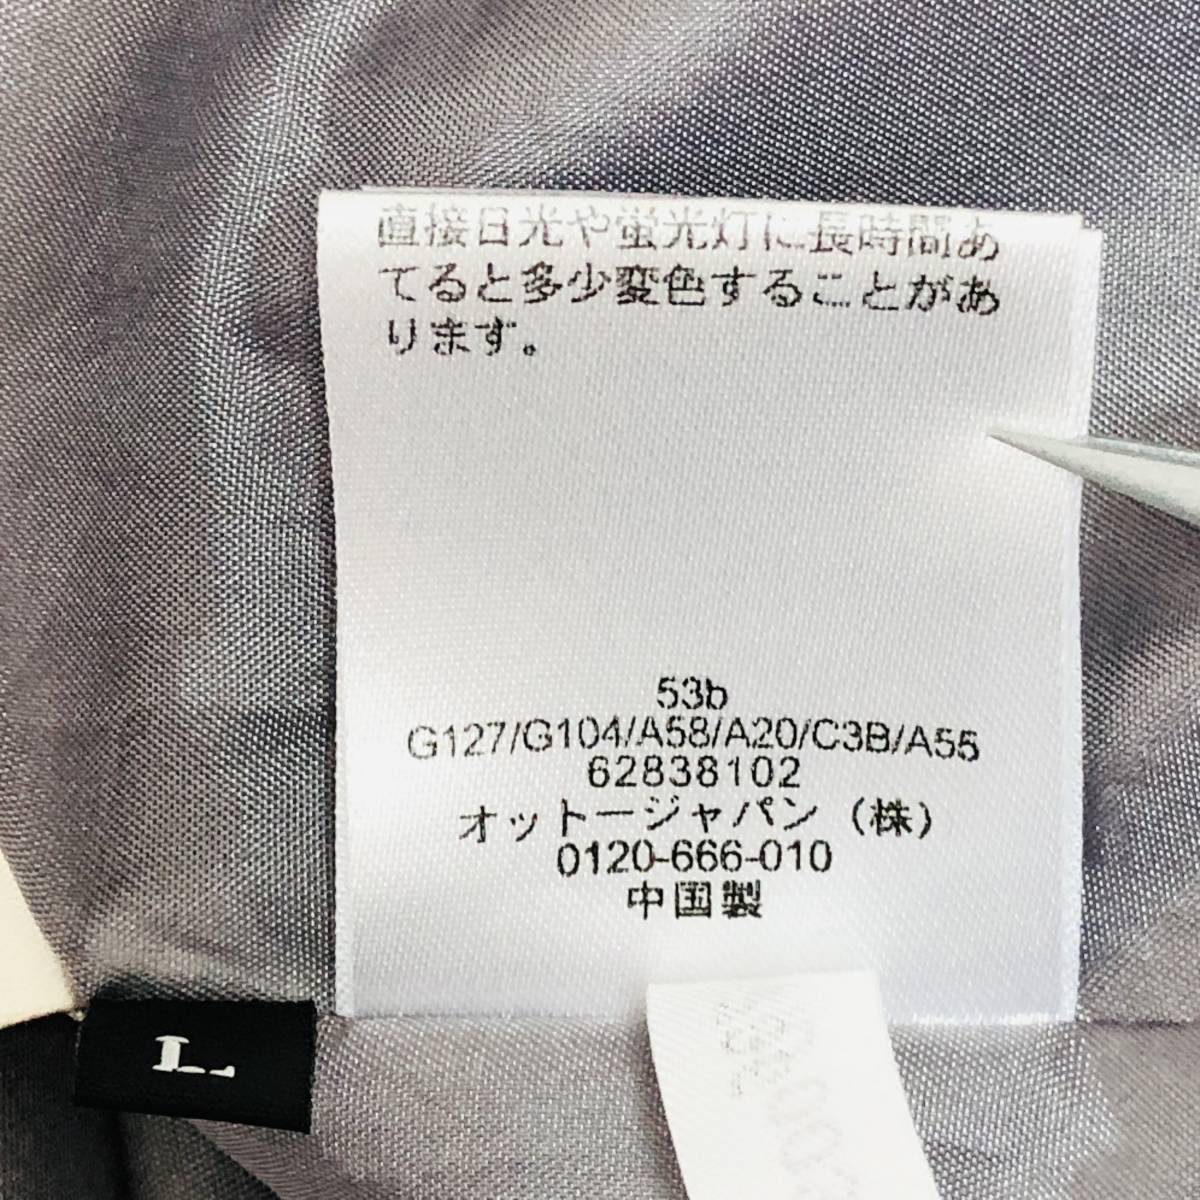 直接日光や蛍光灯に長時間あ
てると多少変色することがあ
ります。
53b
G127/G104/A58/A20/C3B/A55
62838102
オットージャパン（株）
0120-666-010
中国製
L